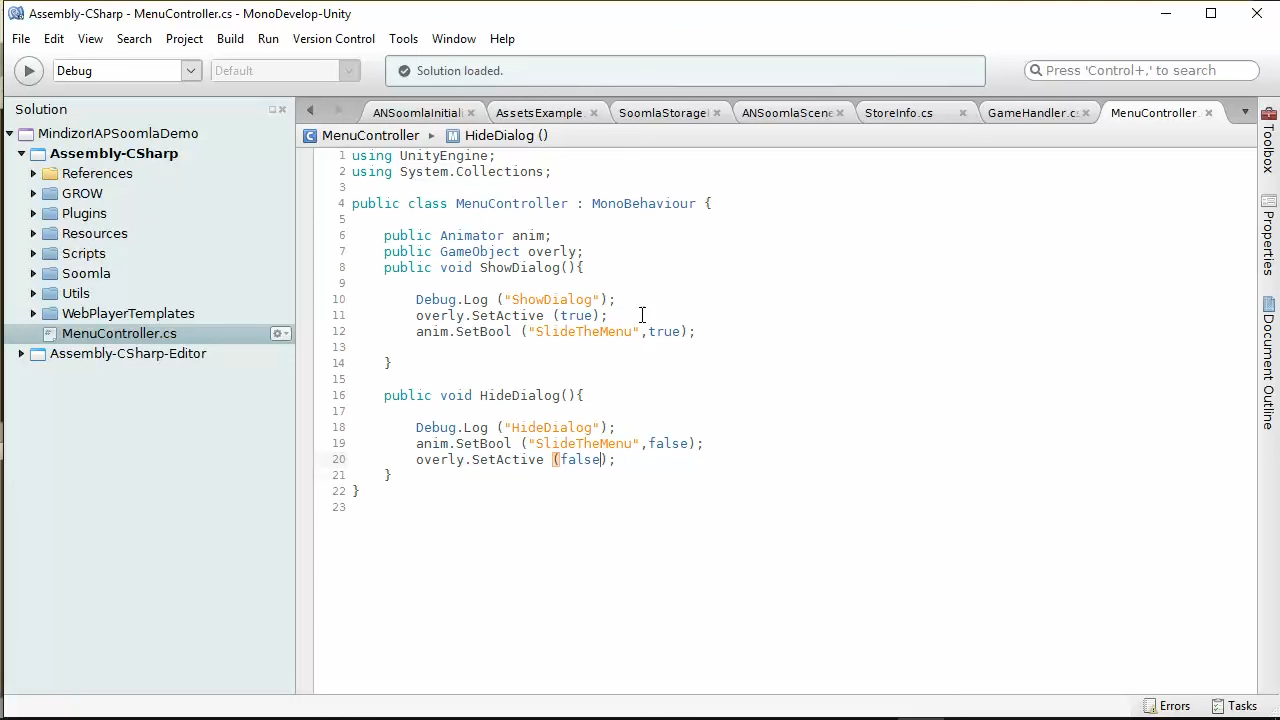 Assembly-CSharp - MenuController.cs - MonoDevelop-Unity
File Edit View Search Project Build Run Version Control Tools Window Help
Debug Default Solution loaded. Press 'Control+,' to search
Solution
MindizorIAPSoomlaDemo
Assembly-CSharp
References
GROW
Plugins
Resources
Scripts
Soomla
Utils
WebPlayerTemplates
MenuController.cs
Assembly-CSharp-Editor
ANSoomlaInitiali AssetsExample. SoomlaStorage ANSoomlaScene StoreInfo.cs GameHandler.c MenuController
C MenuController M HideDialog ()
1 using UnityEngine;
2 using System.Collections;
3
4 public class MenuController : MonoBehaviour {
5
6 public Animator anim;
7 public GameObject overly;
8 public void ShowDialog(){
9
10 Debug.Log ("ShowDialog");
11 overly.SetActive (true);
12 anim.SetBool ("SlideTheMenu",true);
13
14 }
15
16 public void HideDialog(){
17
18 Debug.Log ("HideDialog");
19 anim.SetBool ("SlideTheMenu",false);
20 overly.SetActive (false);
21 }
22 }
23
Toolbox
Properties
Document Outline
Errors Tasks